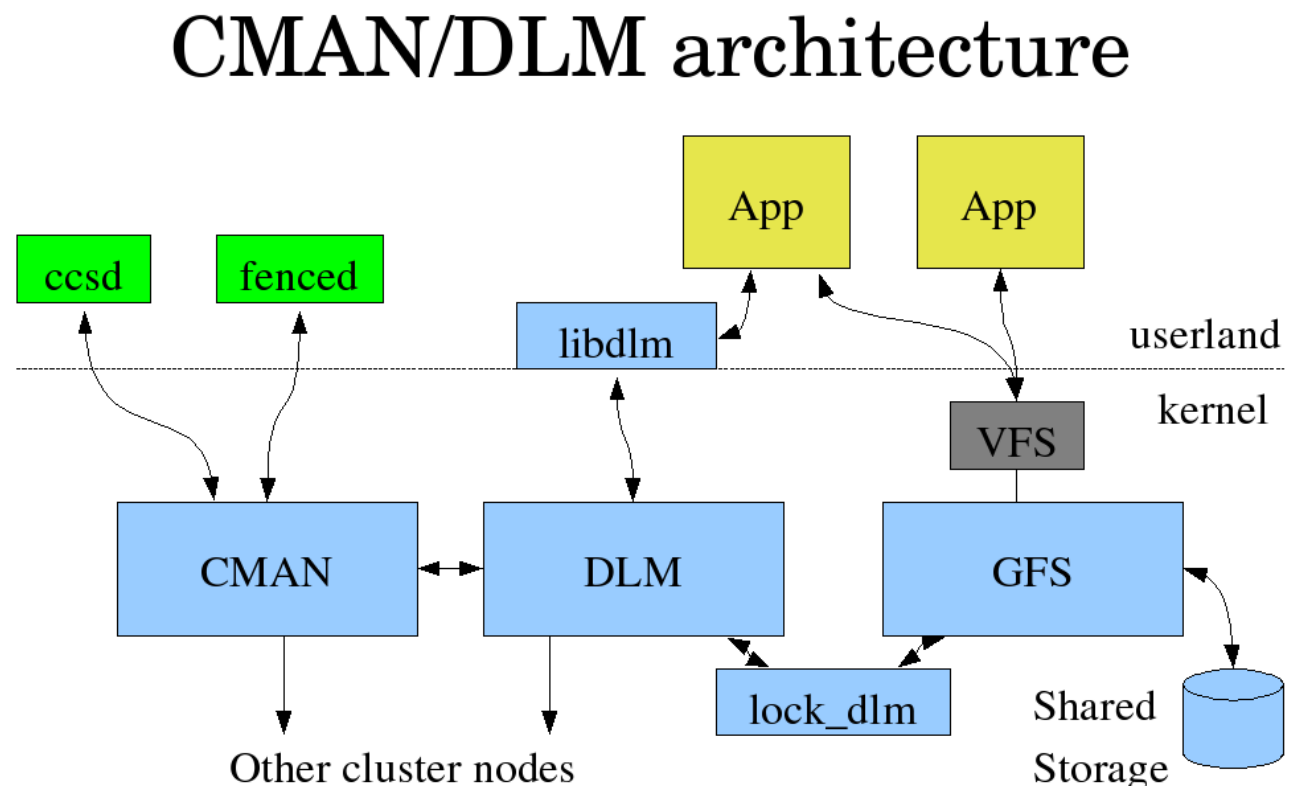 CMAN/DLM architecture
App
App
ccsd
fenced
libdlm
userland
kernel
VFS
CMAN
DLM
GFS
lock_dlm
Shared
Storage
Other cluster nodes